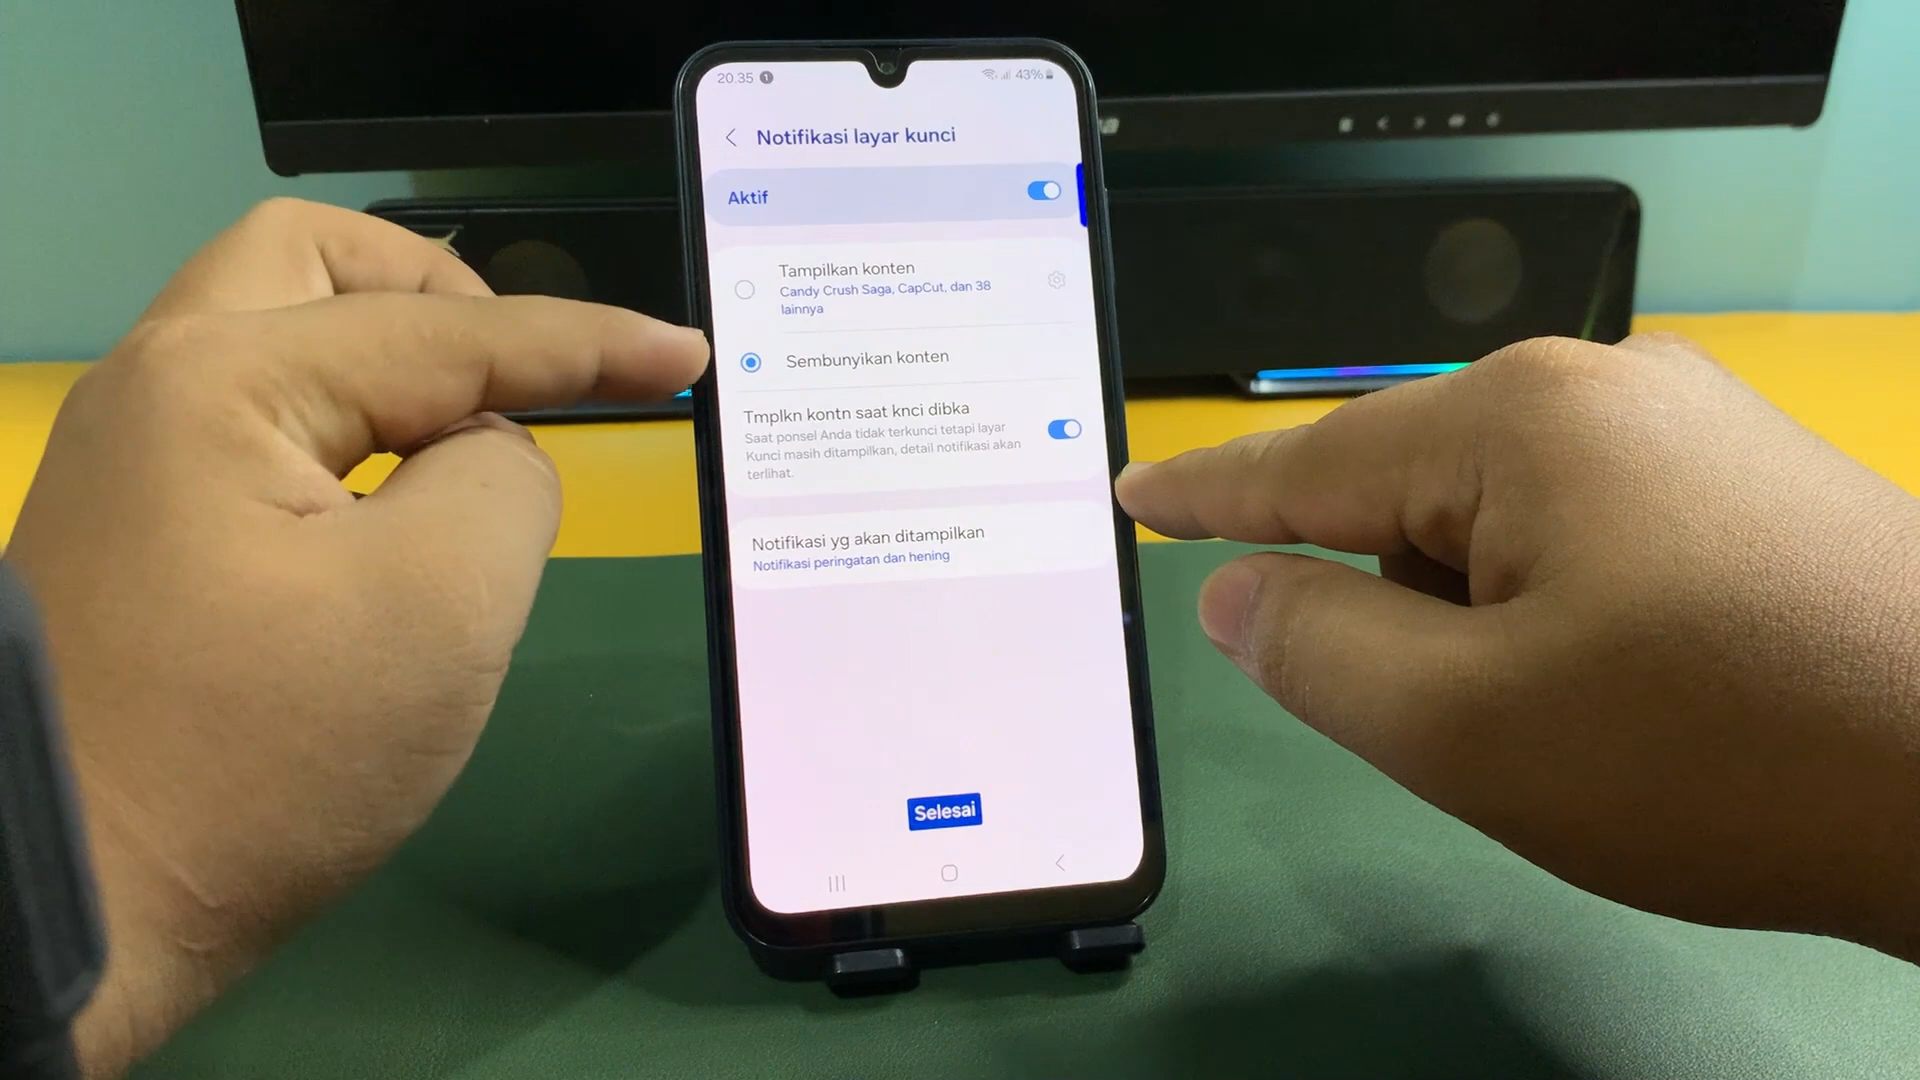 20.35 1
43%
Notifikasi layar kunci
Aktif
Tampilkan konten
Candy Crush Saga, CapCut, dan 38
lainnya
Sembunyikan konten
Tmplkn kontn saat knci dibka
Saat ponsel Anda tidak terkunci tetapi layar
Kunci masih ditampilkan, detail notifikasi akan
terlihat.
Notifikasi yg akan ditampilkan
Notifikasi peringatan dan hening
Selesai